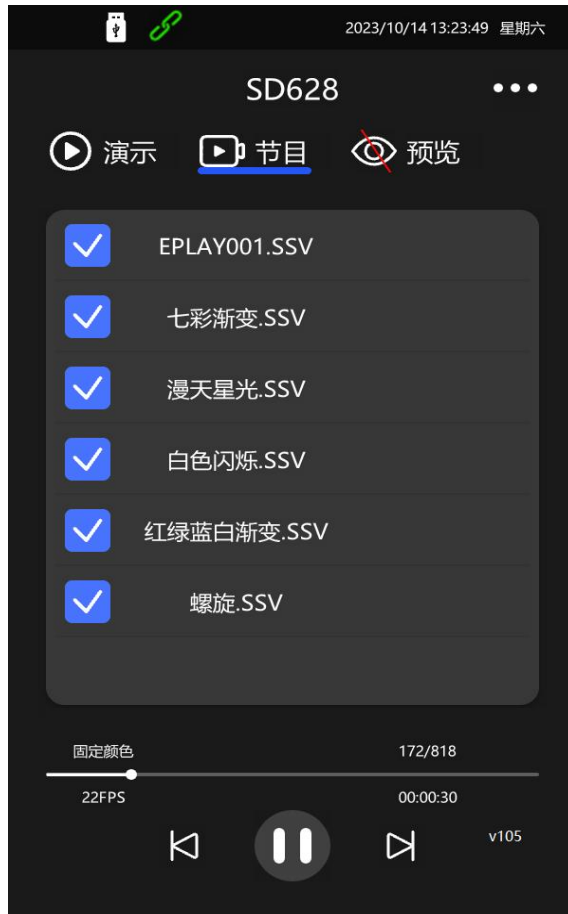 2023/10/14 13:23:49 星期六
SD628
演示 节目 预览
EPLAY001.SSV
七彩渐变.SSV
漫天星光.SSV
白色闪烁.SSV
红绿蓝白渐变.SSV
螺旋.SSV
固定颜色 172/818
22FPS 00:00:30
v105